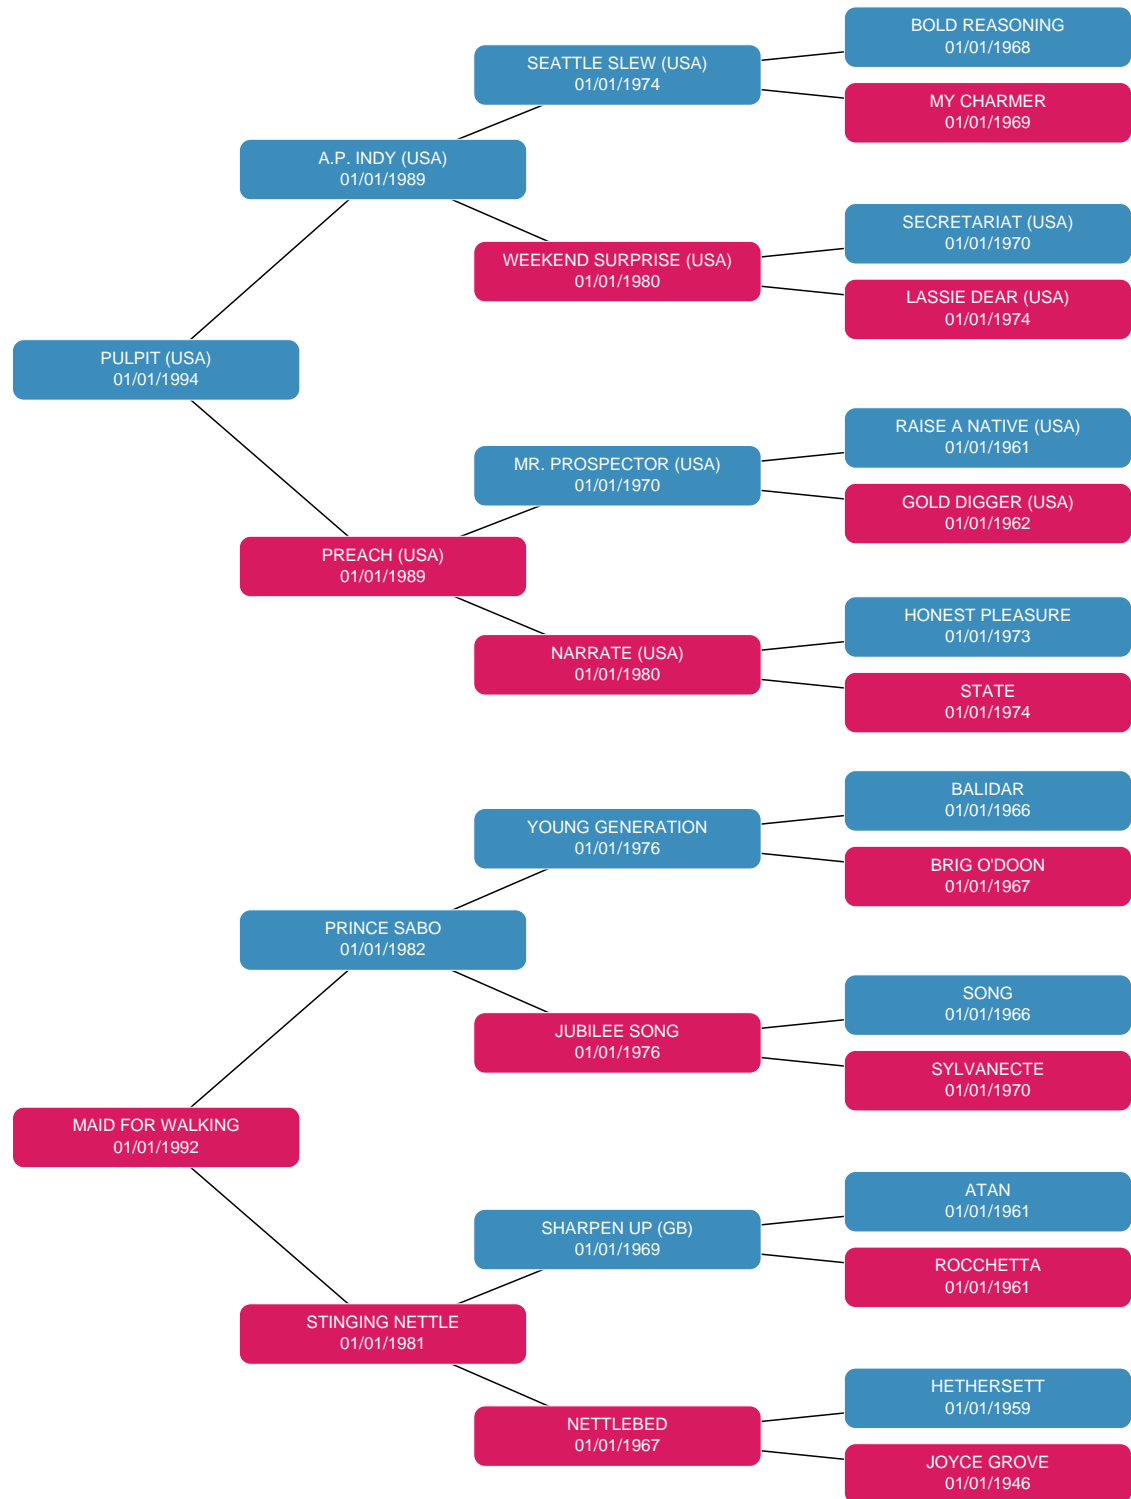 BOLD REASONING
01/01/1968
SEATTLE SLEW (USA)
01/01/1974
MY CHARMER
01/01/1969
A.P. INDY (USA)
01/01/1989
SECRETARIAT (USA)
01/01/1970
WEEKEND SURPRISE (USA)
01/01/1980
LASSIE DEAR (USA)
01/01/1974
PULPIT (USA)
01/01/1994
RAISE A NATIVE (USA)
01/01/1961
MR. PROSPECTOR (USA)
01/01/1970
GOLD DIGGER (USA)
01/01/1962
PREACH (USA)
01/01/1989
HONEST PLEASURE
01/01/1973
NARRATE (USA)
01/01/1980
STATE
01/01/1974
BALIDAR
01/01/1966
YOUNG GENERATION
01/01/1976
BRIG O'DOON
01/01/1967
PRINCE SABO
01/01/1982
SONG
01/01/1966
JUBILEE SONG
01/01/1976
SYLVANECTE
01/01/1970
MAID FOR WALKING
01/01/1992
ATAN
01/01/1961
SHARPEN UP (GB)
01/01/1969
ROCCHETTA
01/01/1961
STINGING NETTLE
01/01/1981
HETHERSETT
01/01/1959
NETTLEBED
01/01/1967
JOYCE GROVE
01/01/1946